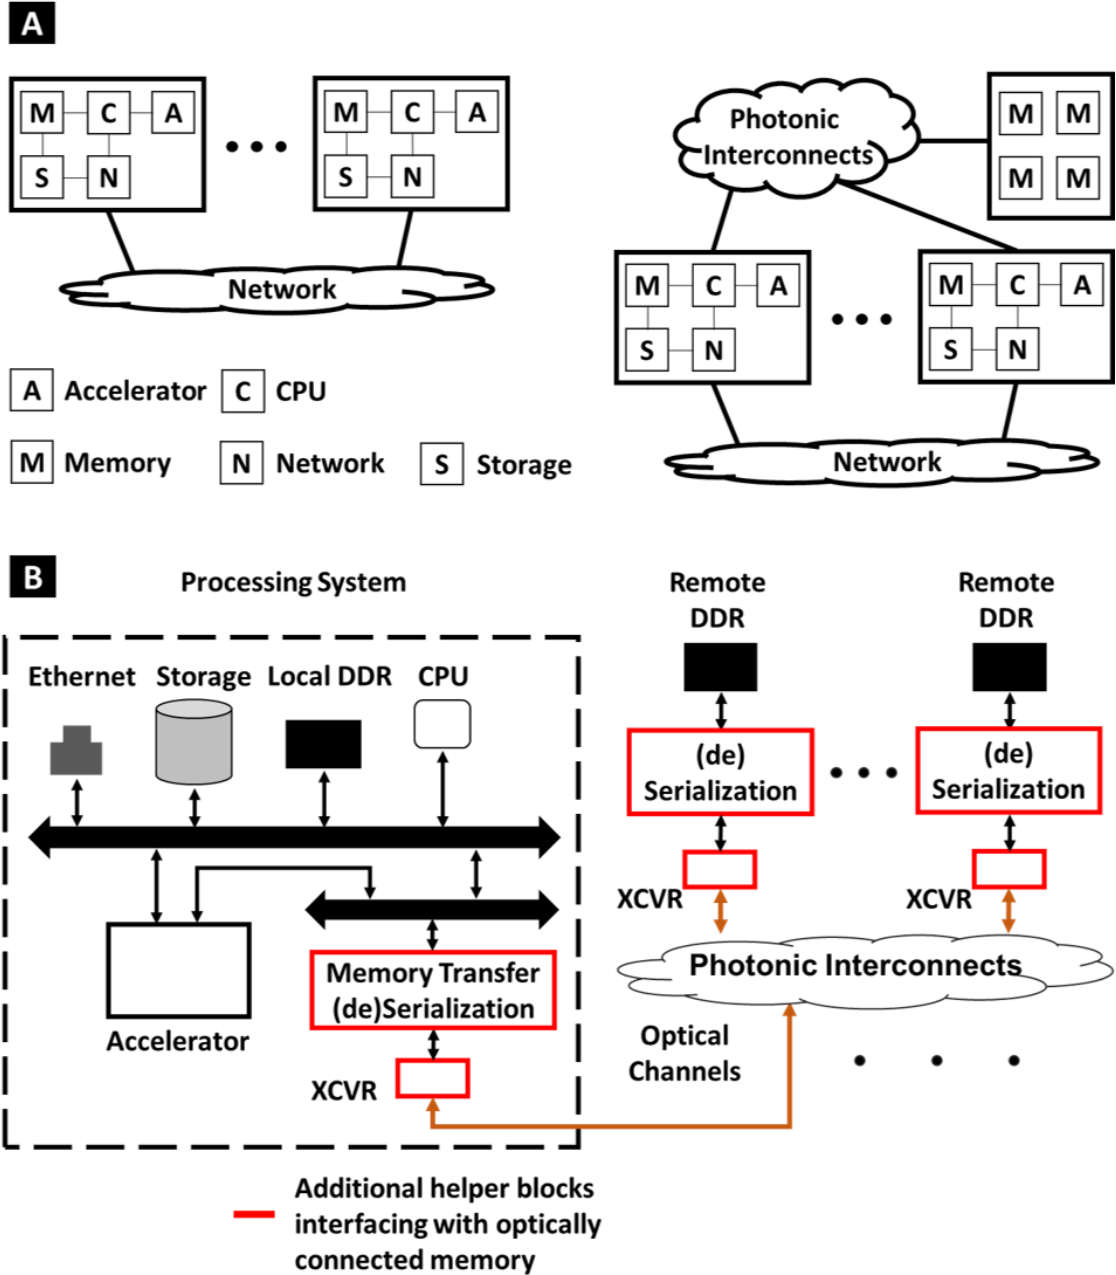 A
M C A
S N
M C A
S N
Network
A Accelerator C CPU
M Memory N Network S Storage
Photonic
Interconnects
M M
M M
M C A
S N
M C A
S N
Network
B
Processing System
Ethernet Storage Local DDR CPU
Accelerator
Memory Transfer
(de)Serialization
XCVR
Remote
DDR
Remote
DDR
(de)
Serialization
(de)
Serialization
XCVR
XCVR
Photonic Interconnects
Optical
Channels
Additional helper blocks
interfacing with optically
connected memory